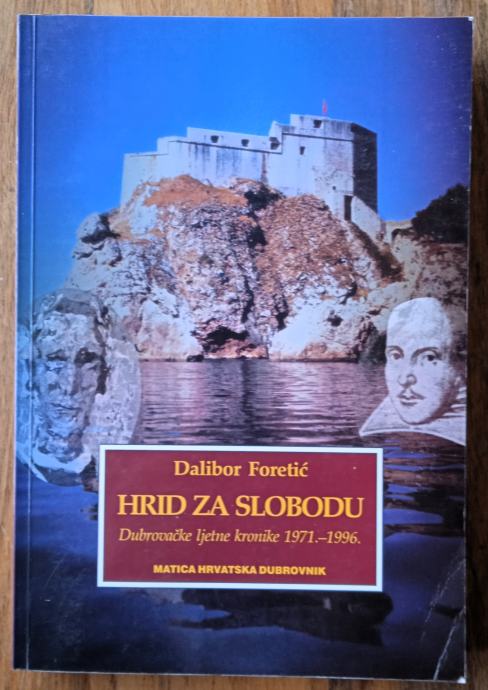 Dalibor Foretić
HRID ZA SLOBODU
Dubrovačke ljetne kronike 1971.–1996.
MATICA HRVATSKA DUBROVNIK